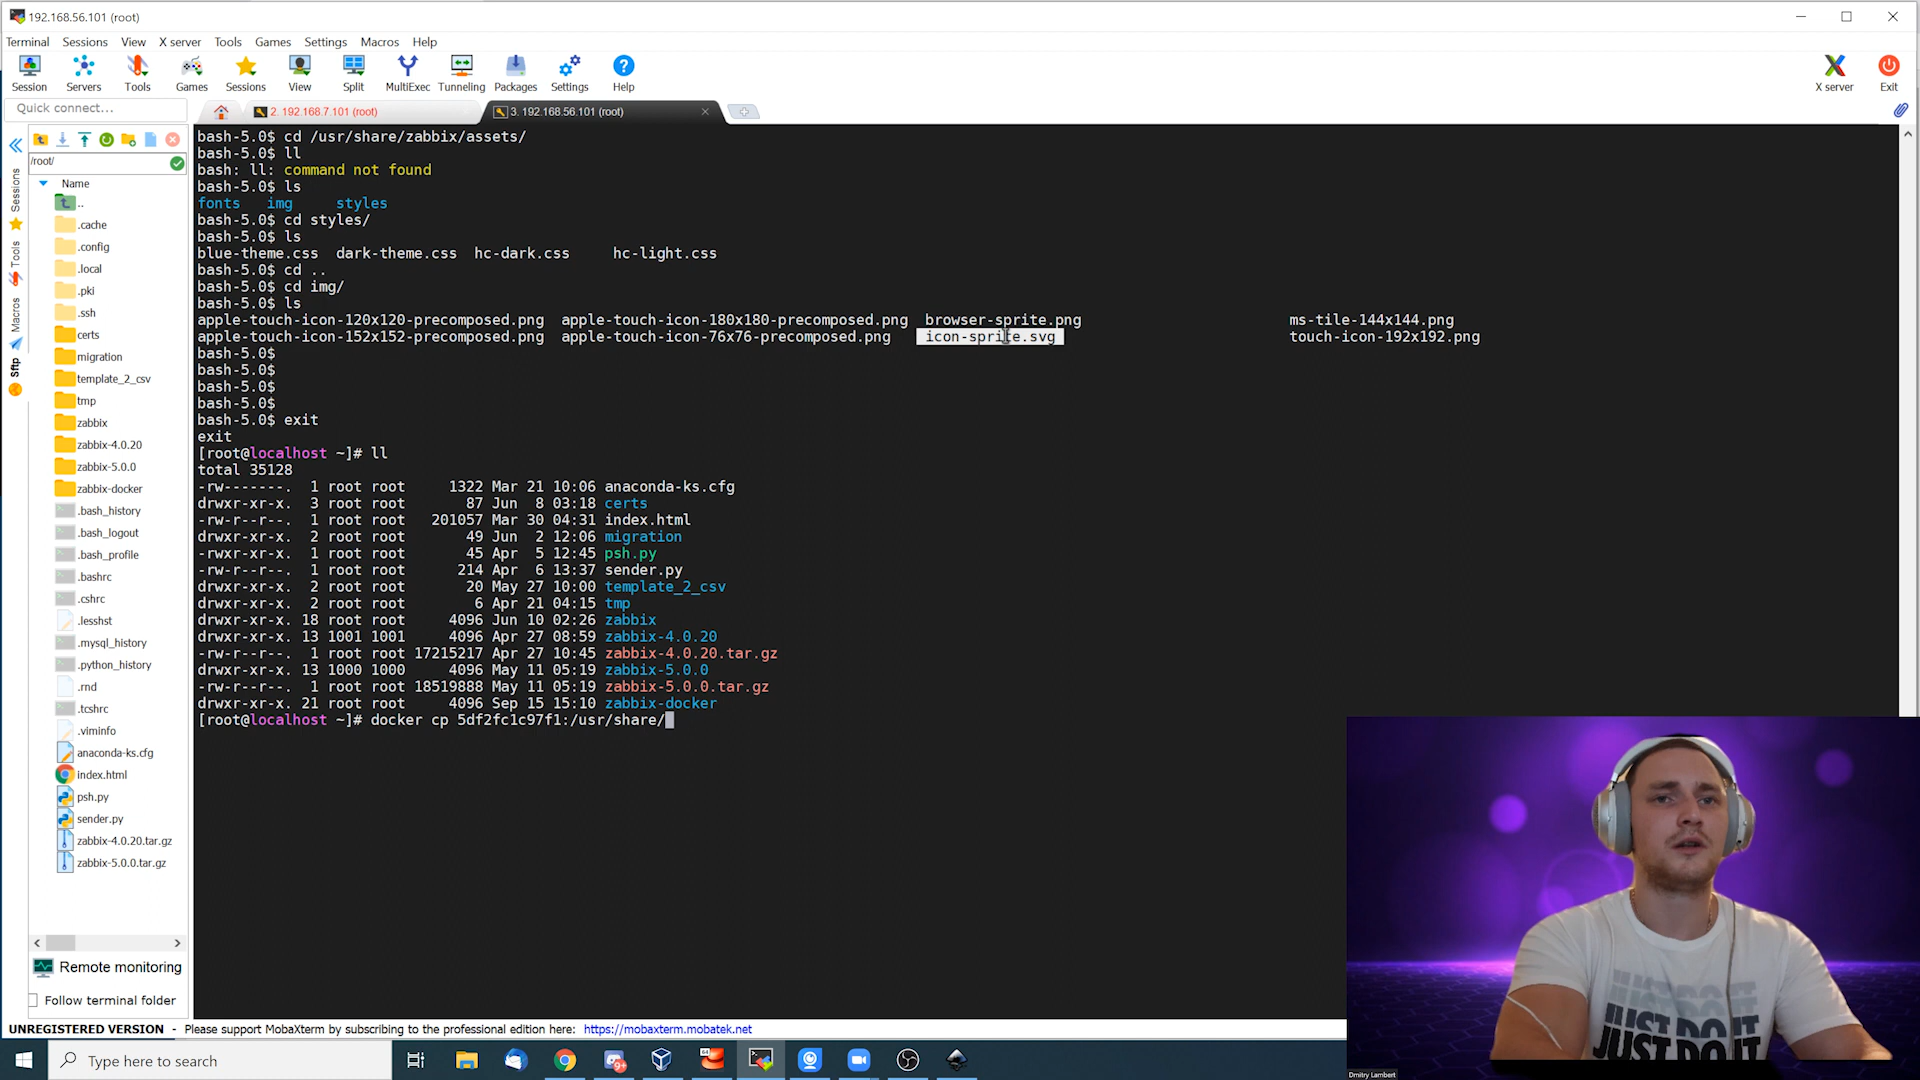 192.168.56.101 (root)
Terminal Sessions View X server Tools Games Settings Macros Help
Session Servers Tools Games Sessions View Split MultiExec Tunneling Packages Settings Help X server Exit
Quick connect...
2. 192.168.7.101 (root)
3. 192.168.56.101 (root)
/root/
Name
..
.cache
.config
.local
.pki
.ssh
certs
migration
template_2_csv
tmp
zabbix
zabbix-4.0.20
zabbix-5.0.0
zabbix-docker
.bash_history
.bash_logout
.bash_profile
.bashrc
.cshrc
.lesshst
.mysql_history
.python_history
.rnd
.tcshrc
.viminfo
anaconda-ks.cfg
index.html
psh.py
sender.py
zabbix-4.0.20.tar.gz
zabbix-5.0.0.tar.gz
Sessions
Tools
Macros
Sftp
Remote monitoring
Follow terminal folder
bash-5.0$ cd /usr/share/zabbix/assets/
bash-5.0$ ll
bash: ll: command not found
bash-5.0$ ls
fonts img styles
bash-5.0$ cd styles/
bash-5.0$ ls
blue-theme.css dark-theme.css hc-dark.css hc-light.css
bash-5.0$ cd ..
bash-5.0$ cd img/
bash-5.0$ ls
apple-touch-icon-120x120-precomposed.png apple-touch-icon-180x180-precomposed.png browser-sprite.png ms-tile-144x144.png
apple-touch-icon-152x152-precomposed.png apple-touch-icon-76x76-precomposed.png icon-sprite.svg touch-icon-192x192.png
bash-5.0$
bash-5.0$
bash-5.0$
bash-5.0$
bash-5.0$ exit
exit
[root@localhost ~]# ll
total 35128
-rw-------. 1 root root 1322 Mar 21 10:06 anaconda-ks.cfg
drwxr-xr-x. 3 root root 87 Jun 8 03:18 certs
-rw-r--r--. 1 root root 201057 Mar 30 04:31 index.html
drwxr-xr-x. 2 root root 49 Jun 2 12:06 migration
-rwxr-xr-x. 1 root root 45 Apr 5 12:45 psh.py
-rw-r--r--. 1 root root 214 Apr 6 13:37 sender.py
drwxr-xr-x. 2 root root 20 May 27 10:00 template_2_csv
drwxr-xr-x. 2 root root 6 Apr 21 04:15 tmp
drwxr-xr-x. 18 root root 4096 Jun 10 02:26 zabbix
drwxr-xr-x. 13 1001 1001 4096 Apr 27 08:59 zabbix-4.0.20
-rw-r--r--. 1 root root 17215217 Apr 27 10:45 zabbix-4.0.20.tar.gz
drwxr-xr-x. 13 1000 1000 4096 May 11 05:19 zabbix-5.0.0
-rw-r--r--. 1 root root 18519888 May 11 05:19 zabbix-5.0.0.tar.gz
drwxr-xr-x. 21 root root 4096 Sep 15 15:10 zabbix-docker
[root@localhost ~]# docker cp 5df2fc1c97f1:/usr/share/
UNREGISTERED VERSION - Please support MobaXterm by subscribing to the professional edition here: https://mobaxterm.mobatek.net
Type here to search
64
9+
JUST DO IT
JUST DO IT
JUST DO IT
Dmitry Lambert